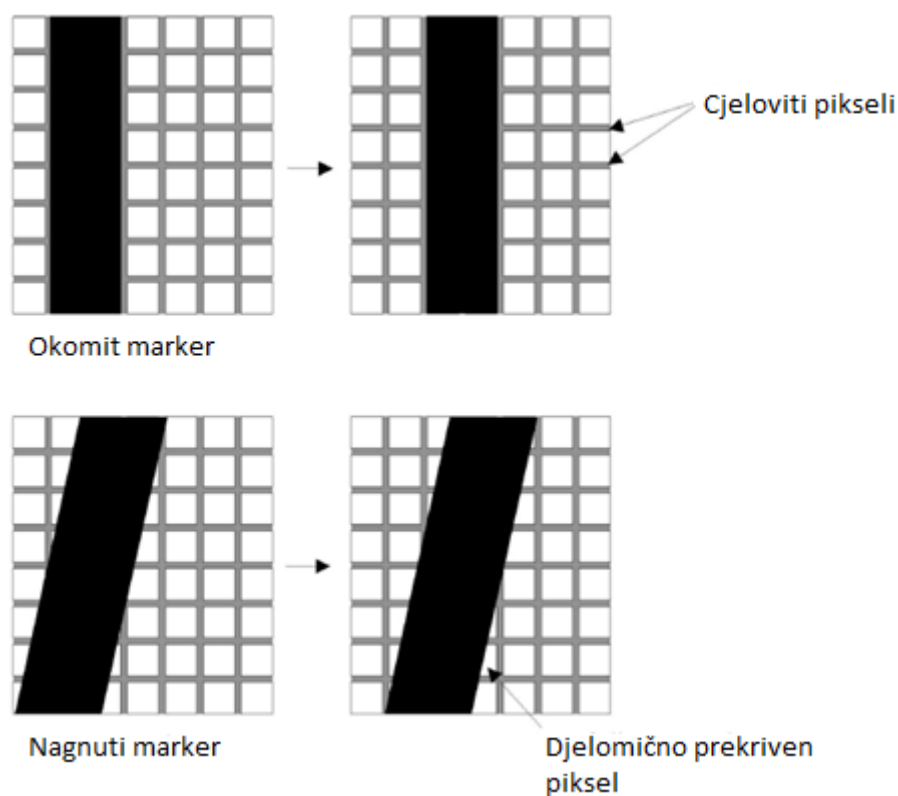 Cjeloviti pikseli
Okomit marker
Nagnuti marker
Djelomično prekriven
piksel